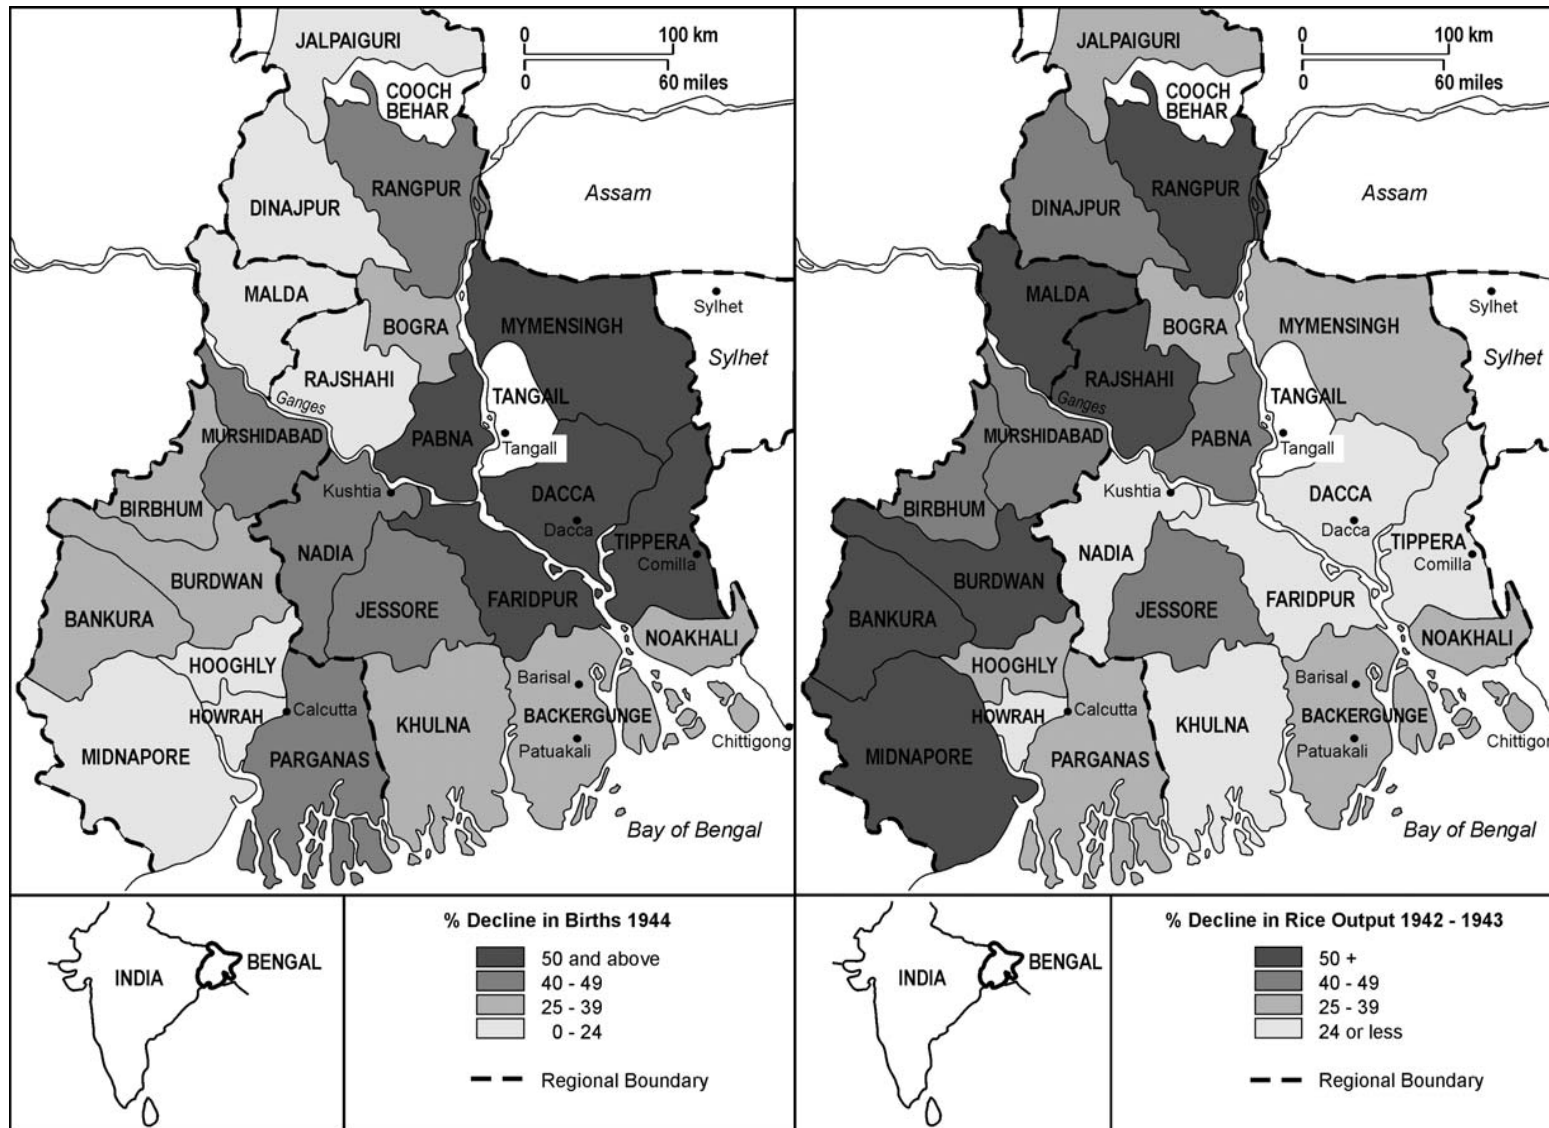 0 100 km
0 60 miles
JALPAIGURI
COOCH
BEHAR
RANGPUR
Assam
DINAJPUR
MALDA
Sylhet
BOGRA
MYMENSINGH
Sylhet
RAJSHAHI
TANGAIL
Ganges
MURSHIDABAD
PABNA
Tangall
Kushtia
DACCA
BIRBHUM
Dacca
TIPPERA
NADIA
Comilla
BURDWAN
JESSORE
FARIDPUR
BANKURA
NOAKHALI
HOOGHLY
Barisal
Calcutta
HOWRAH
KHULNA
BACKERGUNGE
Chittigong
Patuakali
MIDNAPORE
PARGANAS
Bay of Bengal
INDIA
BENGAL
% Decline in Births 1944
50 and above
40 - 49
25 - 39
0 - 24
Regional Boundary
0 100 km
0 60 miles
JALPAIGURI
COOCH
BEHAR
RANGPUR
Assam
DINAJPUR
MALDA
Sylhet
BOGRA
MYMENSINGH
Sylhet
RAJSHAHI
TANGAIL
Ganges
MURSHIDABAD
PABNA
Tangall
Kushtia
DACCA
BIRBHUM
Dacca
TIPPERA
NADIA
Comilla
BURDWAN
JESSORE
FARIDPUR
BANKURA
NOAKHALI
HOOGHLY
Barisal
Calcutta
HOWRAH
KHULNA
BACKERGUNGE
Chittigong
Patuakali
MIDNAPORE
PARGANAS
Bay of Bengal
INDIA
BENGAL
% Decline in Rice Output 1942 - 1943
50 +
40 - 49
25 - 39
24 or less
Regional Boundary